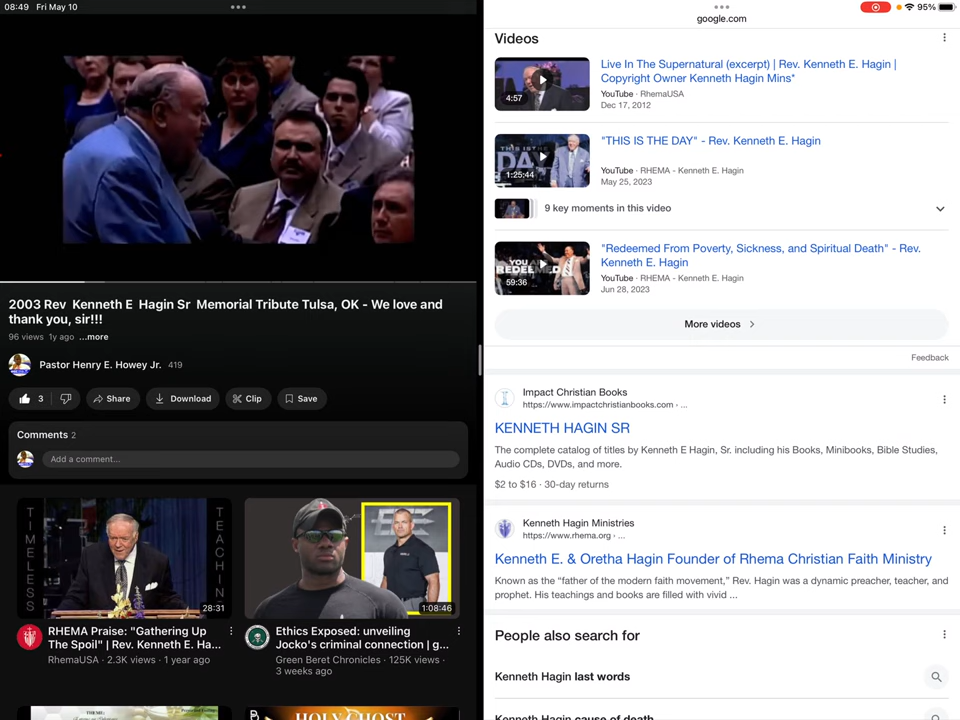 08:49 Fri May 10
95%
google.com
2003 Rev Kenneth E Hagin Sr Memorial Tribute Tulsa, OK - We love and
thank you, sir!!!
96 views 1y ago ...more
Pastor Henry E. Howey Jr. 419
3
Share
Download
Clip
Save
Comments 2
Add a comment...
TIMELESS
TEACHING
28:31
RHEMA Praise: "Gathering Up
The Spoil" | Rev. Kenneth E. Ha...
RhemaUSA · 2.3K views · 1 year ago
1:08:46
Ethics Exposed: unveiling
Jocko's criminal connection | g...
Green Beret Chronicles · 125K views ·
3 weeks ago
HOLY GHOST
Videos
4:57
Live In The Supernatural (excerpt) | Rev. Kenneth E. Hagin |
Copyright Owner Kenneth Hagin Mins*
YouTube · RhemaUSA
Dec 17, 2012
THIS IS THE
DAY
1:25:44
"THIS IS THE DAY" - Rev. Kenneth E. Hagin
YouTube · RHEMA - Kenneth E. Hagin
May 25, 2023
9 key moments in this video
YOU ARE
REDEEMED
59:36
"Redeemed From Poverty, Sickness, and Spiritual Death" - Rev.
Kenneth E. Hagin
YouTube · RHEMA - Kenneth E. Hagin
Jun 28, 2023
More videos
Feedback
Impact Christian Books
https://www.impactchristianbooks.com › ...
KENNETH HAGIN SR
The complete catalog of titles by Kenneth E Hagin, Sr. including his Books, Minibooks, Bible Studies,
Audio CDs, DVDs, and more.
$2 to $16 · 30-day returns
Kenneth Hagin Ministries
https://www.rhema.org › ...
Kenneth E. & Oretha Hagin Founder of Rhema Christian Faith Ministry
Known as the "father of the modern faith movement," Rev. Hagin was a dynamic preacher, teacher, and
prophet. His teachings and books are filled with vivid ...
People also search for
Kenneth Hagin last words
Kenneth Hagin cause of death